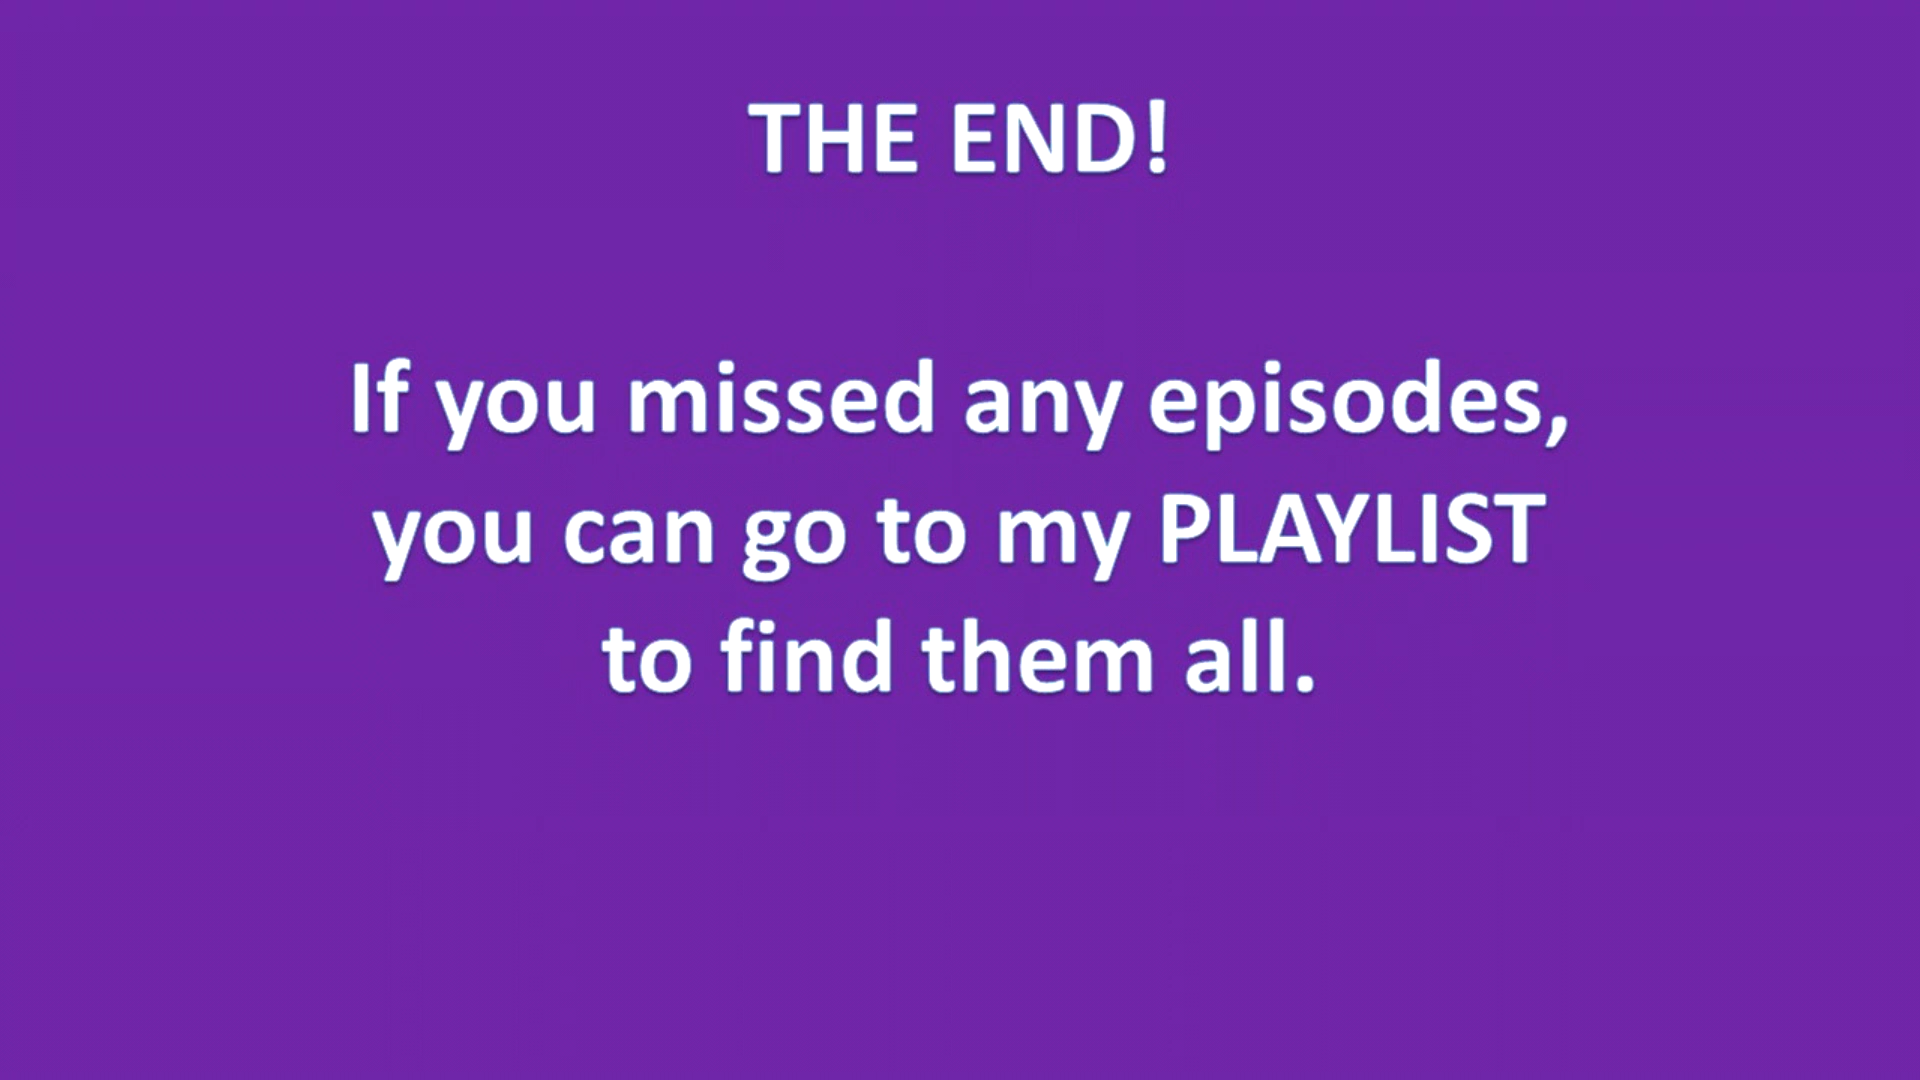 THE END!
If you missed any episodes,
you can go to my PLAYLIST
to find them all.